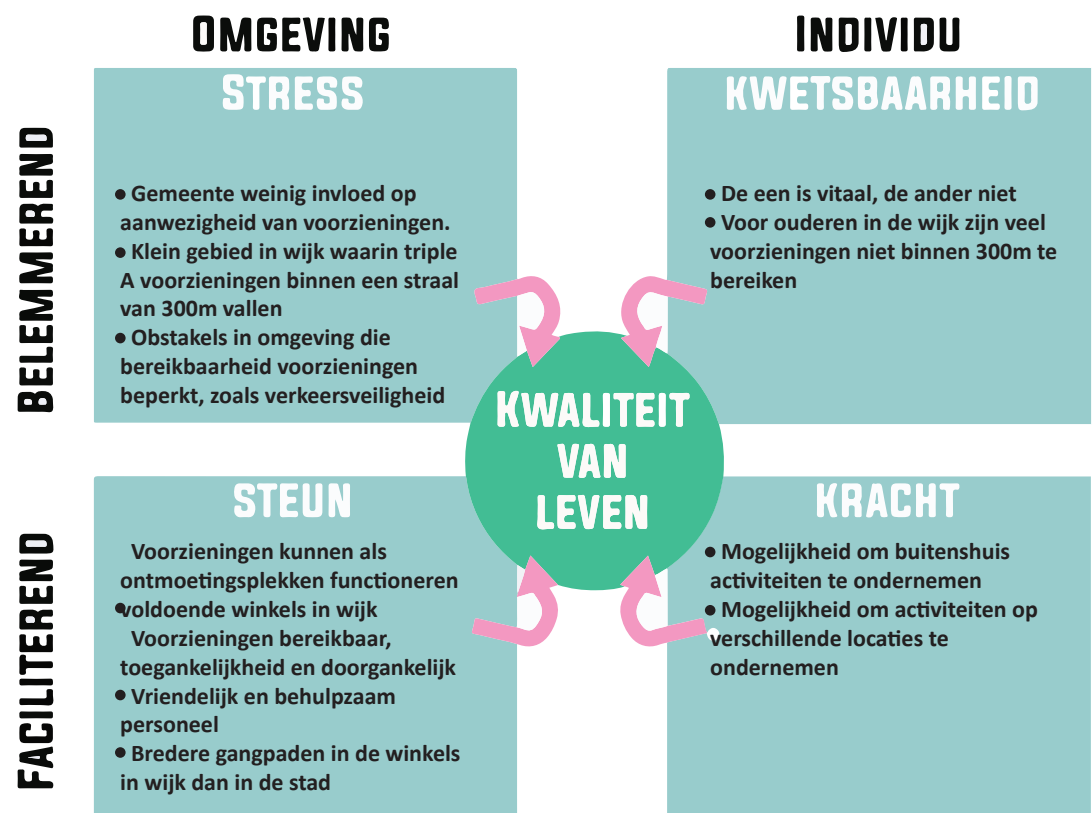 OMGEVING
INDIVIDU
BELEMMEREND
STRESS
• Gemeente weinig invloed op
aanwezigheid van voorzieningen.
• Klein gebied in wijk waarin triple
A voorzieningen binnen een straal
van 300m vallen
• Obstakels in omgeving die
bereikbaarheid voorzieningen
beperkt, zoals verkeersveiligheid
KWETSBAARHEID
• De een is vitaal, de ander niet
• Voor ouderen in de wijk zijn veel
voorzieningen niet binnen 300m te
bereiken
KWALITEIT
VAN
LEVEN
FACILITEREND
STEUN
Voorzieningen kunnen als
ontmoetingsplekken functioneren
•voldoende winkels in wijk
Voorzieningen bereikbaar,
toegankelijkheid en doorgankelijk
• Vriendelijk en behulpzaam
personeel
• Bredere gangpaden in de winkels
in wijk dan in de stad
KRACHT
• Mogelijkheid om buitenshuis
activiteiten te ondernemen
• Mogelijkheid om activiteiten op
verschillende locaties te
ondernemen